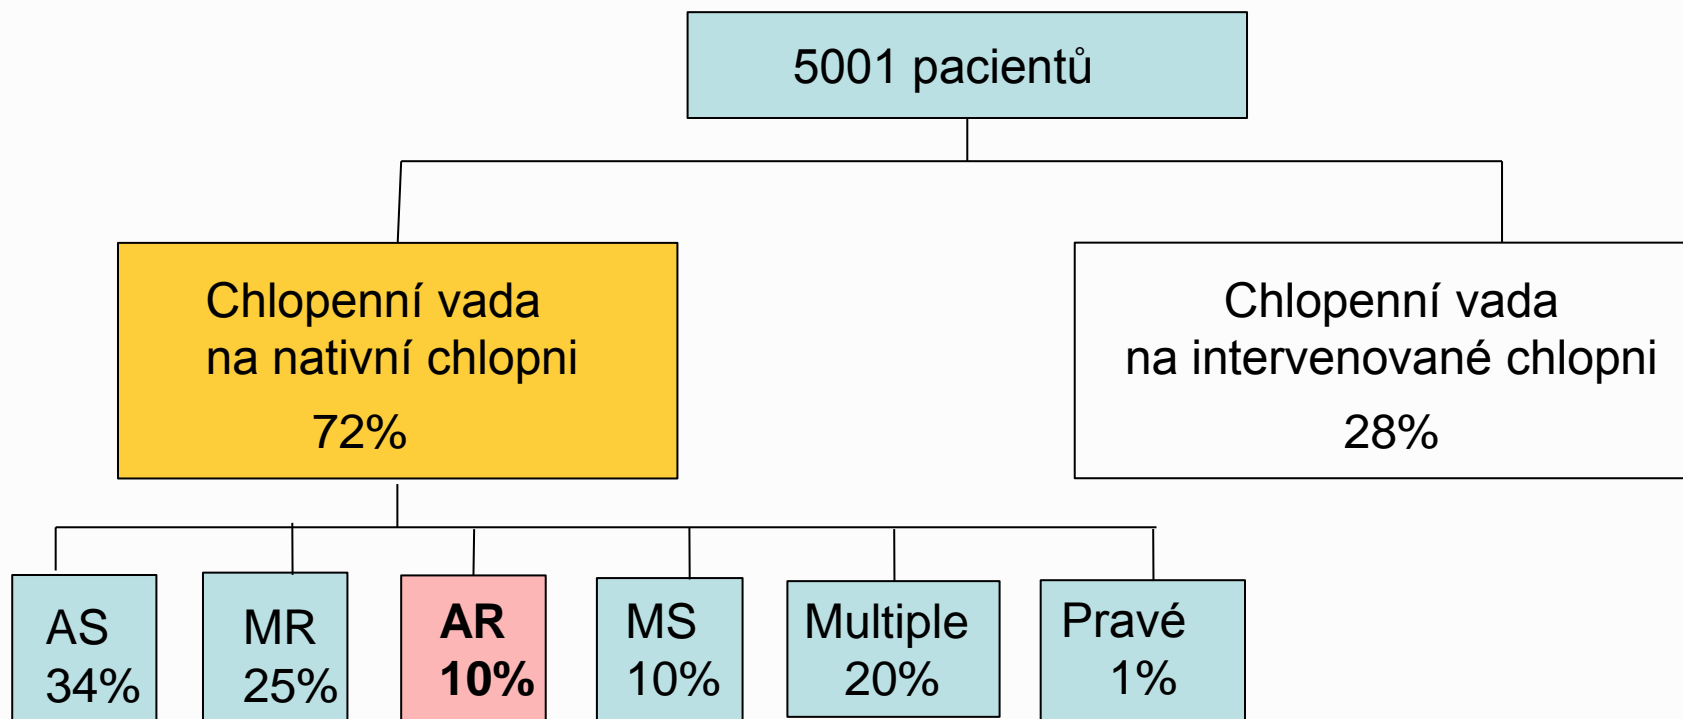 5001 pacientů
Chlopenní vada
na nativní chlopni
72%
Chlopenní vada
na intervenované chlopni
28%
AS
34%
MR
25%
AR
10%
MS
10%
Multiple
20%
Pravé
1%